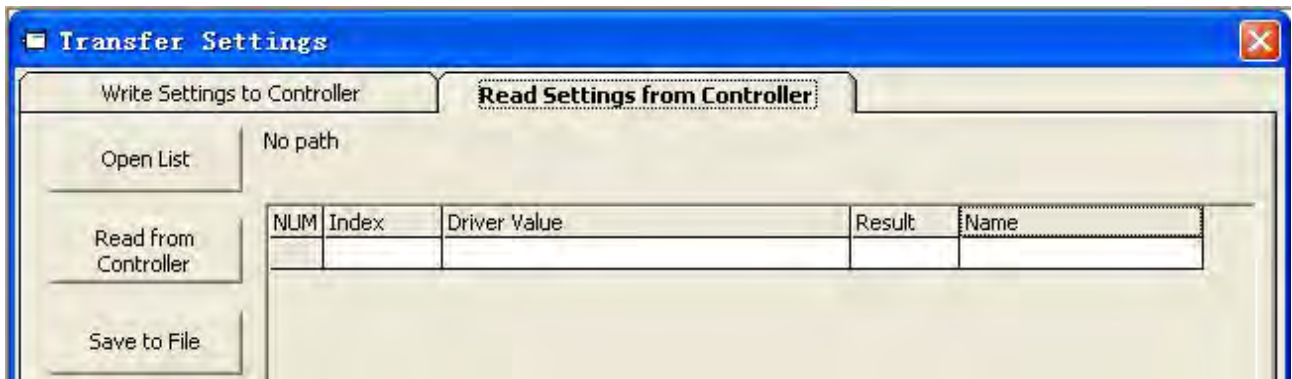 Transfer Settings
Write Settings to Controller
Read Settings from Controller
Open List
No path
Read from
Controller
NUM Index Driver Value Result Name
Save to File